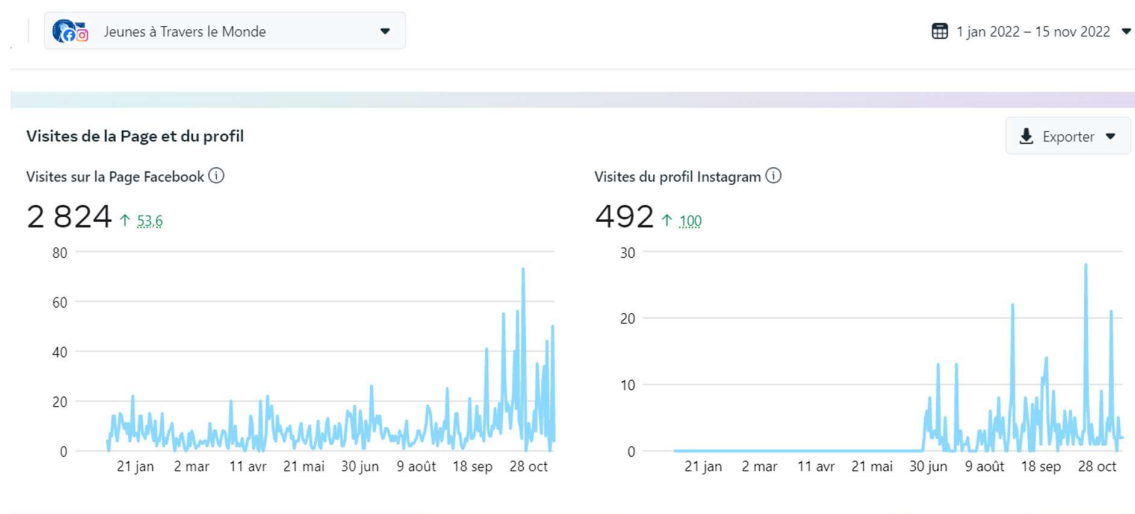 Jeunes à Travers le Monde
1 jan 2022 – 15 nov 2022
Visites de la Page et du profil
Exporter
Visites sur la Page Facebook
Visites du profil Instagram
2 824 ↑ 53,6
492 ↑ 100
80
60
40
20
0
21 jan 2 mar 11 avr 21 mai 30 jun 9 août 18 sep 28 oct
30
20
10
0
21 jan 2 mar 11 avr 21 mai 30 jun 9 août 18 sep 28 oct